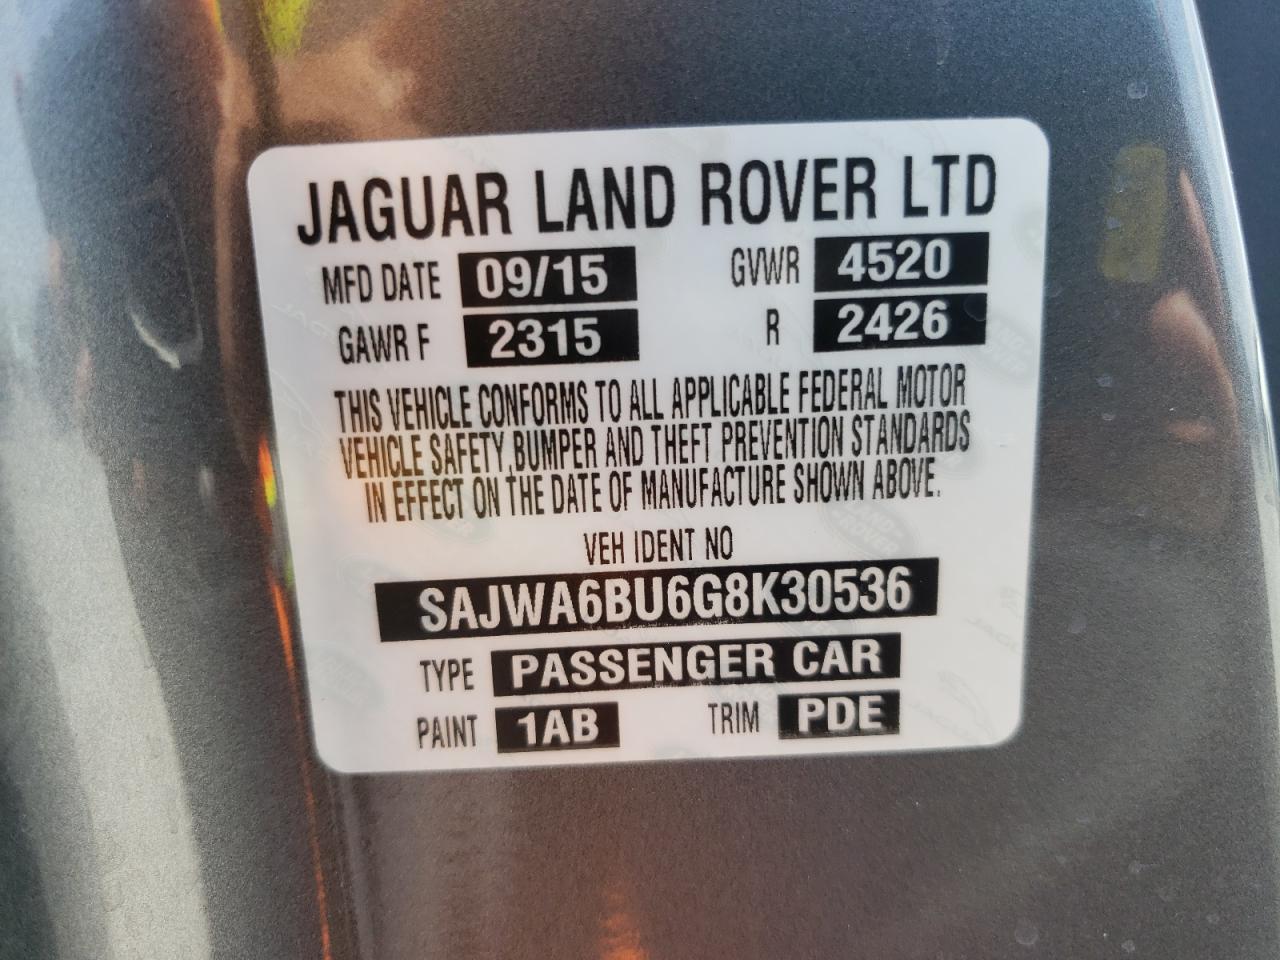 JAGUAR LAND ROVER LTD
MFD DATE 09/15 GVWR 4520
GAWR F 2315 R 2426
THIS VEHICLE CONFORMS TO ALL APPLICABLE FEDERAL MOTOR
VEHICLE SAFETY,BUMPER AND THEFT PREVENTION STANDARDS
IN EFFECT ON THE DATE OF MANUFACTURE SHOWN ABOVE.
VEH IDENT NO
SAJWA6BU6G8K30536
TYPE PASSENGER CAR
PAINT 1AB TRIM PDE